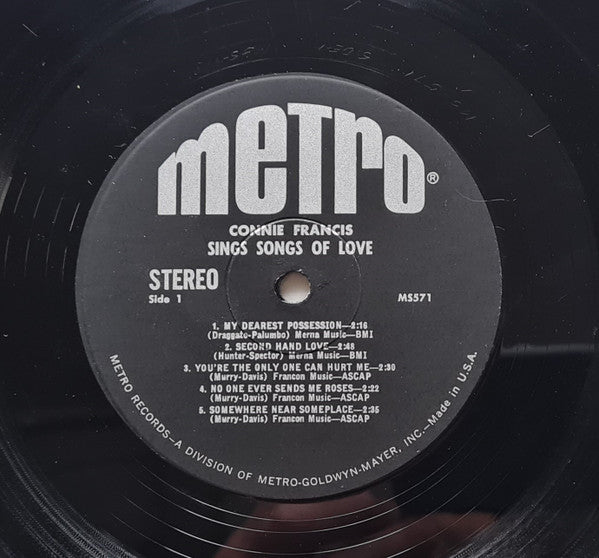 metro®
CONNIE FRANCIS
SINGS SONGS OF LOVE
STEREO
Side 1
MS571
1. MY DEAREST POSSESSION—2:16
(Draggato-Palumbo) Merna Music—BMI
2. SECOND HAND LOVE—2:48
(Hunter-Spector) Merna Music—BMI
3. YOU'RE THE ONLY ONE CAN HURT ME—2:30
(Murry-Davis) Francon Music—ASCAP
4. NO ONE EVER SENDS ME ROSES—2:22
(Murry-Davis) Francon Music—ASCAP
5. SOMEWHERE NEAR SOMEPLACE—2:35
(Murry-Davis) Francon Music—ASCAP
METRO RECORDS—A DIVISION OF METRO-GOLDWYN-MAYER, INC.—Made in U.S.A.